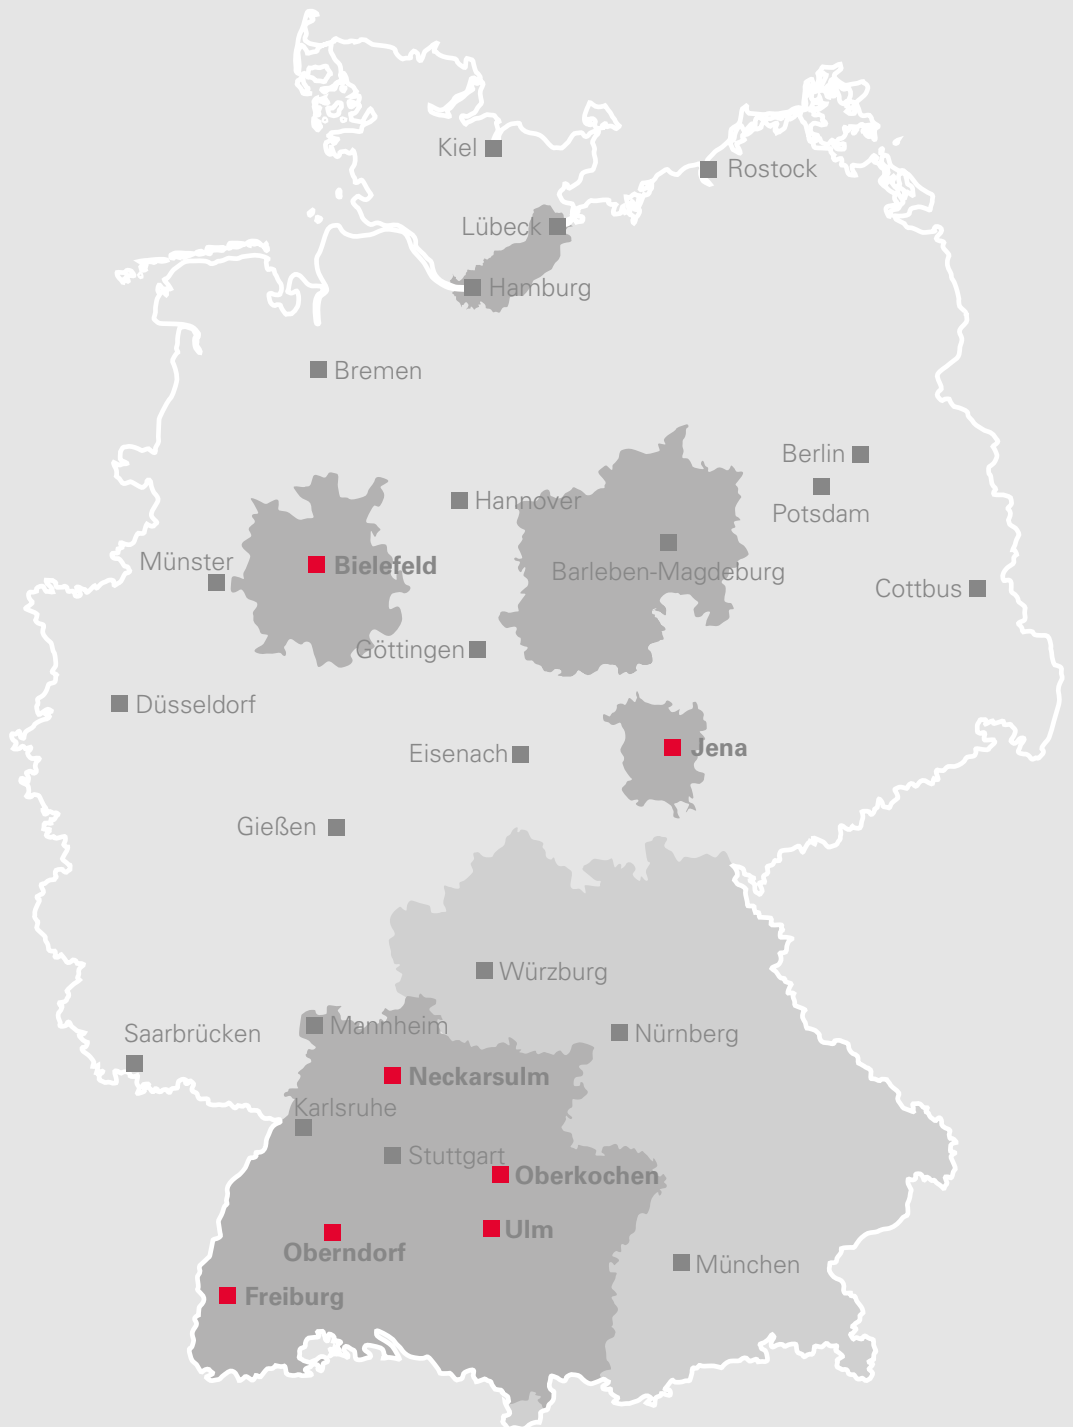 Kiel
Rostock
Lübeck
Hamburg
Bremen
Berlin
Hannover
Potsdam
Münster
Bielefeld
Barleben-Magdeburg
Cottbus
Göttingen
Düsseldorf
Eisenach
Jena
Gießen
Würzburg
Mannheim
Saarbrücken
Nürnberg
Neckarsulm
Karlsruhe
Stuttgart
Oberkochen
Ulm
Oberndorf
München
Freiburg